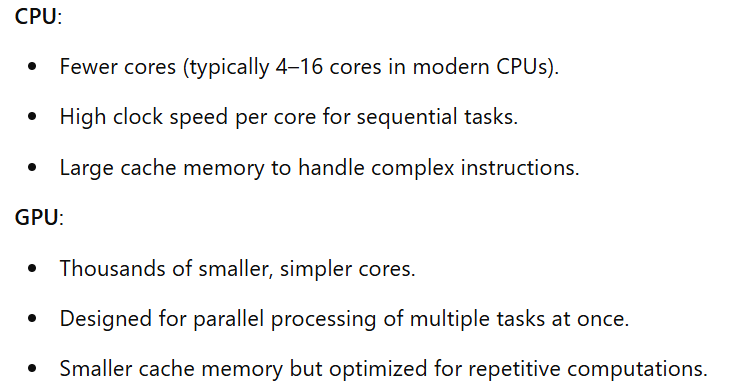 CPU:
• Fewer cores (typically 4–16 cores in modern CPUs).
• High clock speed per core for sequential tasks.
• Large cache memory to handle complex instructions.
GPU:
• Thousands of smaller, simpler cores.
• Designed for parallel processing of multiple tasks at once.
• Smaller cache memory but optimized for repetitive computations.